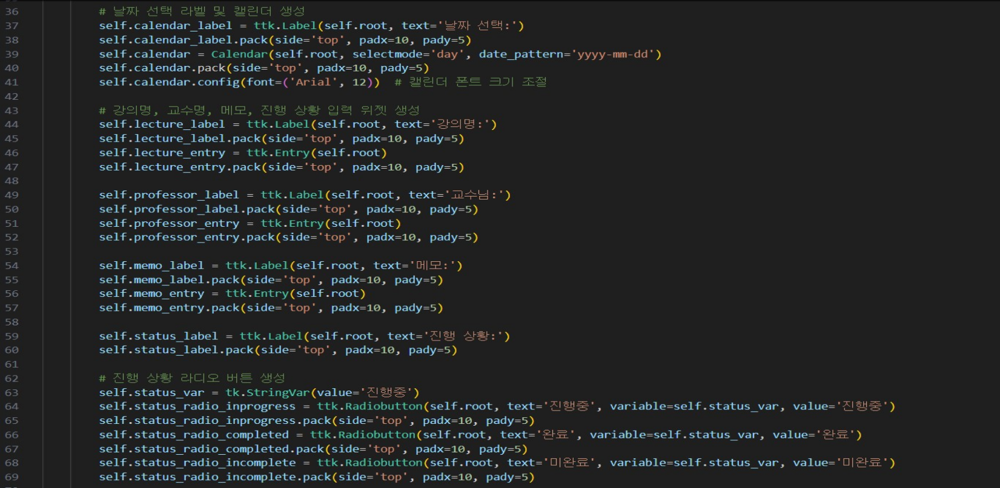 36 # 날짜 선택 라벨 및 캘린더 생성
37 self.calendar_label = ttk.Label(self.root, text='날짜 선택:')
38 self.calendar_label.pack(side='top', padx=10, pady=5)
39 self.calendar = Calendar(self.root, selectmode='day', date_pattern='yyyy-mm-dd')
40 self.calendar.pack(side='top', padx=10, pady=5)
41 self.calendar.config(font=('Arial', 12))  # 캘린더 폰트 크기 조절
42
43 # 강의명, 교수명, 메모, 진행 상황 입력 위젯 생성
44 self.lecture_label = ttk.Label(self.root, text='강의명:')
45 self.lecture_label.pack(side='top', padx=10, pady=5)
46 self.lecture_entry = ttk.Entry(self.root)
47 self.lecture_entry.pack(side='top', padx=10, pady=5)
48
49 self.professor_label = ttk.Label(self.root, text='교수님:')
50 self.professor_label.pack(side='top', padx=10, pady=5)
51 self.professor_entry = ttk.Entry(self.root)
52 self.professor_entry.pack(side='top', padx=10, pady=5)
53
54 self.memo_label = ttk.Label(self.root, text='메모:')
55 self.memo_label.pack(side='top', padx=10, pady=5)
56 self.memo_entry = ttk.Entry(self.root)
57 self.memo_entry.pack(side='top', padx=10, pady=5)
58
59 self.status_label = ttk.Label(self.root, text='진행 상황:')
60 self.status_label.pack(side='top', padx=10, pady=5)
61
62 # 진행 상황 라디오 버튼 생성
63 self.status_var = tk.StringVar(value='진행중')
64 self.status_radio_inprogress = ttk.Radiobutton(self.root, text='진행중', variable=self.status_var, value='진행중')
65 self.status_radio_inprogress.pack(side='top', padx=10, pady=5)
66 self.status_radio_completed = ttk.Radiobutton(self.root, text='완료', variable=self.status_var, value='완료')
67 self.status_radio_completed.pack(side='top', padx=10, pady=5)
68 self.status_radio_incomplete = ttk.Radiobutton(self.root, text='미완료', variable=self.status_var, value='미완료')
69 self.status_radio_incomplete.pack(side='top', padx=10, pady=5)